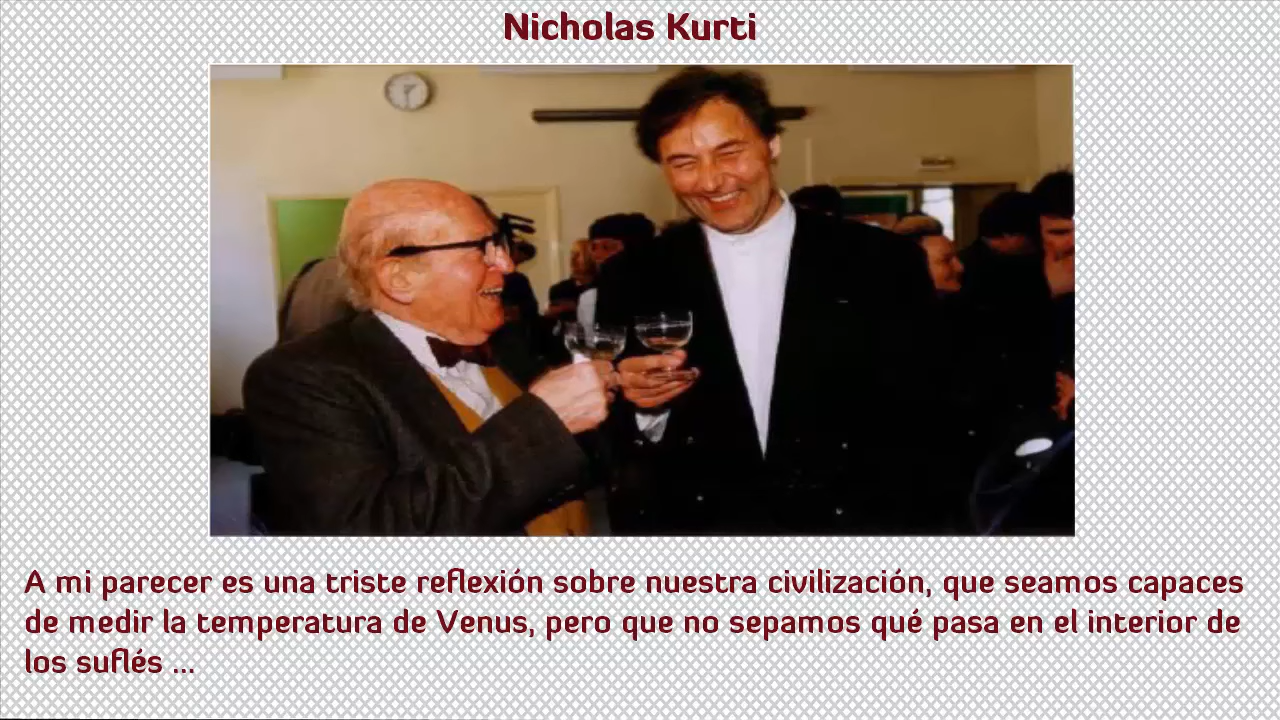 Nicholas Kurti
A mi parecer es una triste reflexión sobre nuestra civilización, que seamos capaces
de medir la temperatura de Venus, pero que no sepamos qué pasa en el interior de
los suflés ...